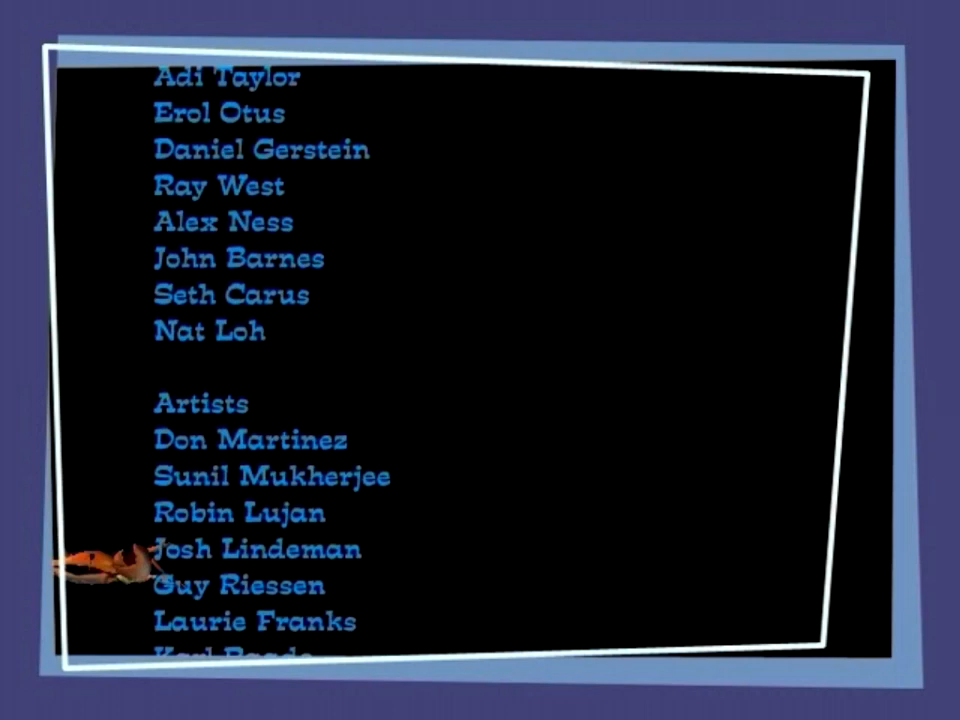 Adi Taylor
Erol Otus
Daniel Gerstein
Ray West
Alex Ness
John Barnes
Seth Carus
Nat Loh
Artists
Don Martinez
Sunil Mukherjee
Robin Lujan
Josh Lindeman
Guy Riessen
Laurie Franks